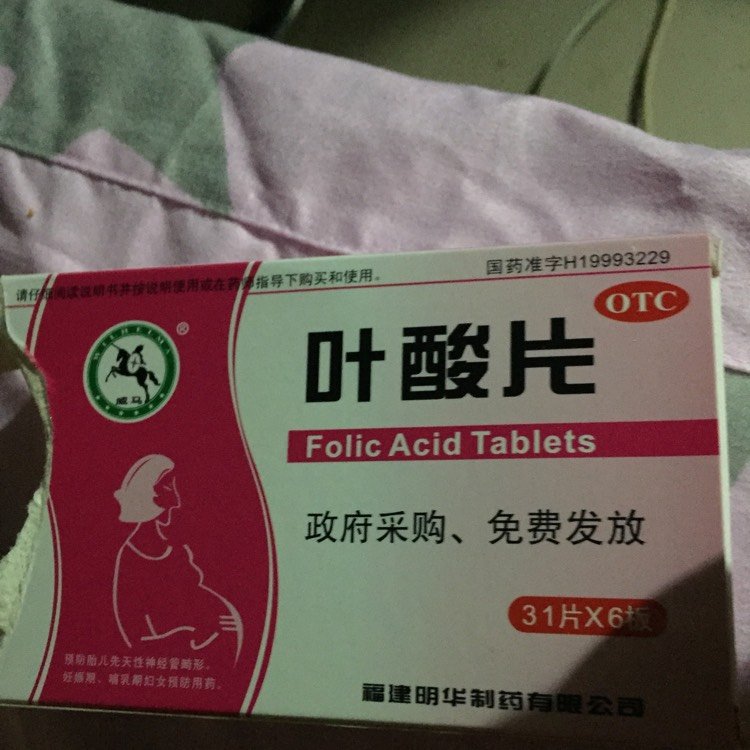 国药准字H19993229
请仔细阅读说明书并按说明使用或在药师指导下购买和使用。
OTC
WEIHEIMA
®
威马
叶酸片
Folic Acid Tablets
政府采购、免费发放
31片X6板
预防胎儿先天性神经管畸形。
妊娠期、哺乳期妇女预防用药。
福建明华制药有限公司